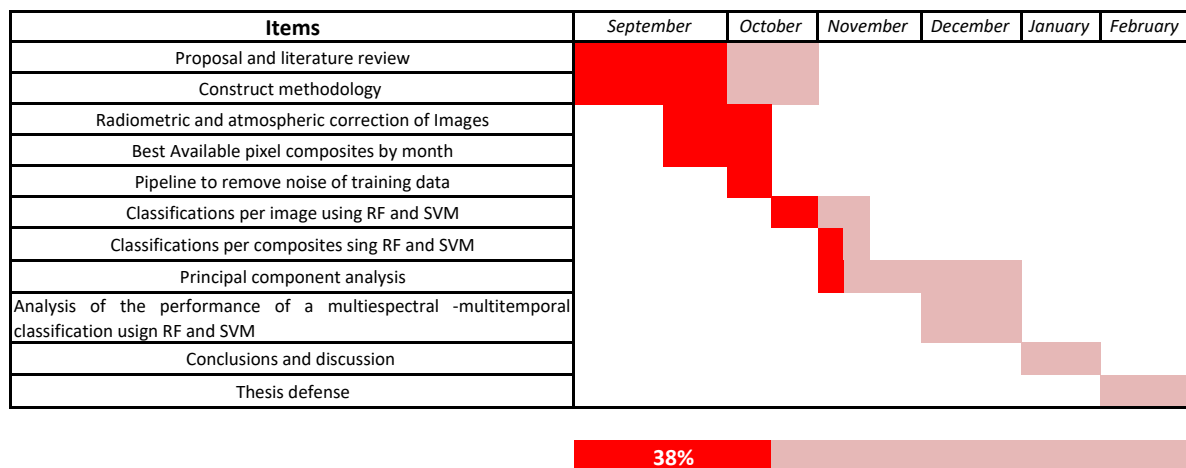 Items September October November December January February
Proposal and literature review
Construct methodology
Radiometric and atmospheric correction of Images
Best Available pixel composites by month
Pipeline to remove noise of training data
Classifications per image using RF and SVM
Classifications per composites sing RF and SVM
Principal component analysis
Analysis of the performance of a multiespectral -multitemporal
classification usign RF and SVM
Conclusions and discussion
Thesis defense
38%